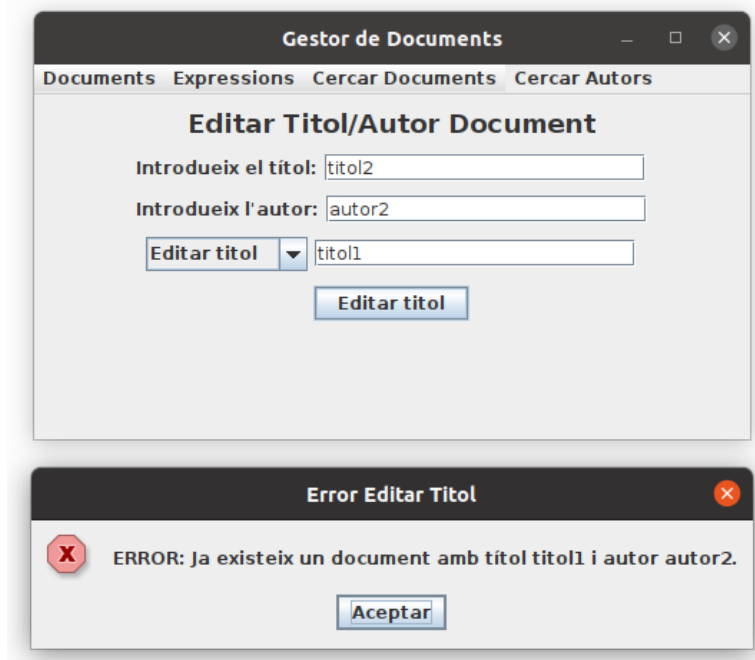 Gestor de Documents
Documents Expressions Cercar Documents Cercar Autors
Editar Titol/Autor Document
Introdueix el títol: titol2
Introdueix l'autor: autor2
Editar titol titol1
Editar titol
Error Editar Titol
X ERROR: Ja existeix un document amb títol titol1 i autor autor2.
Aceptar